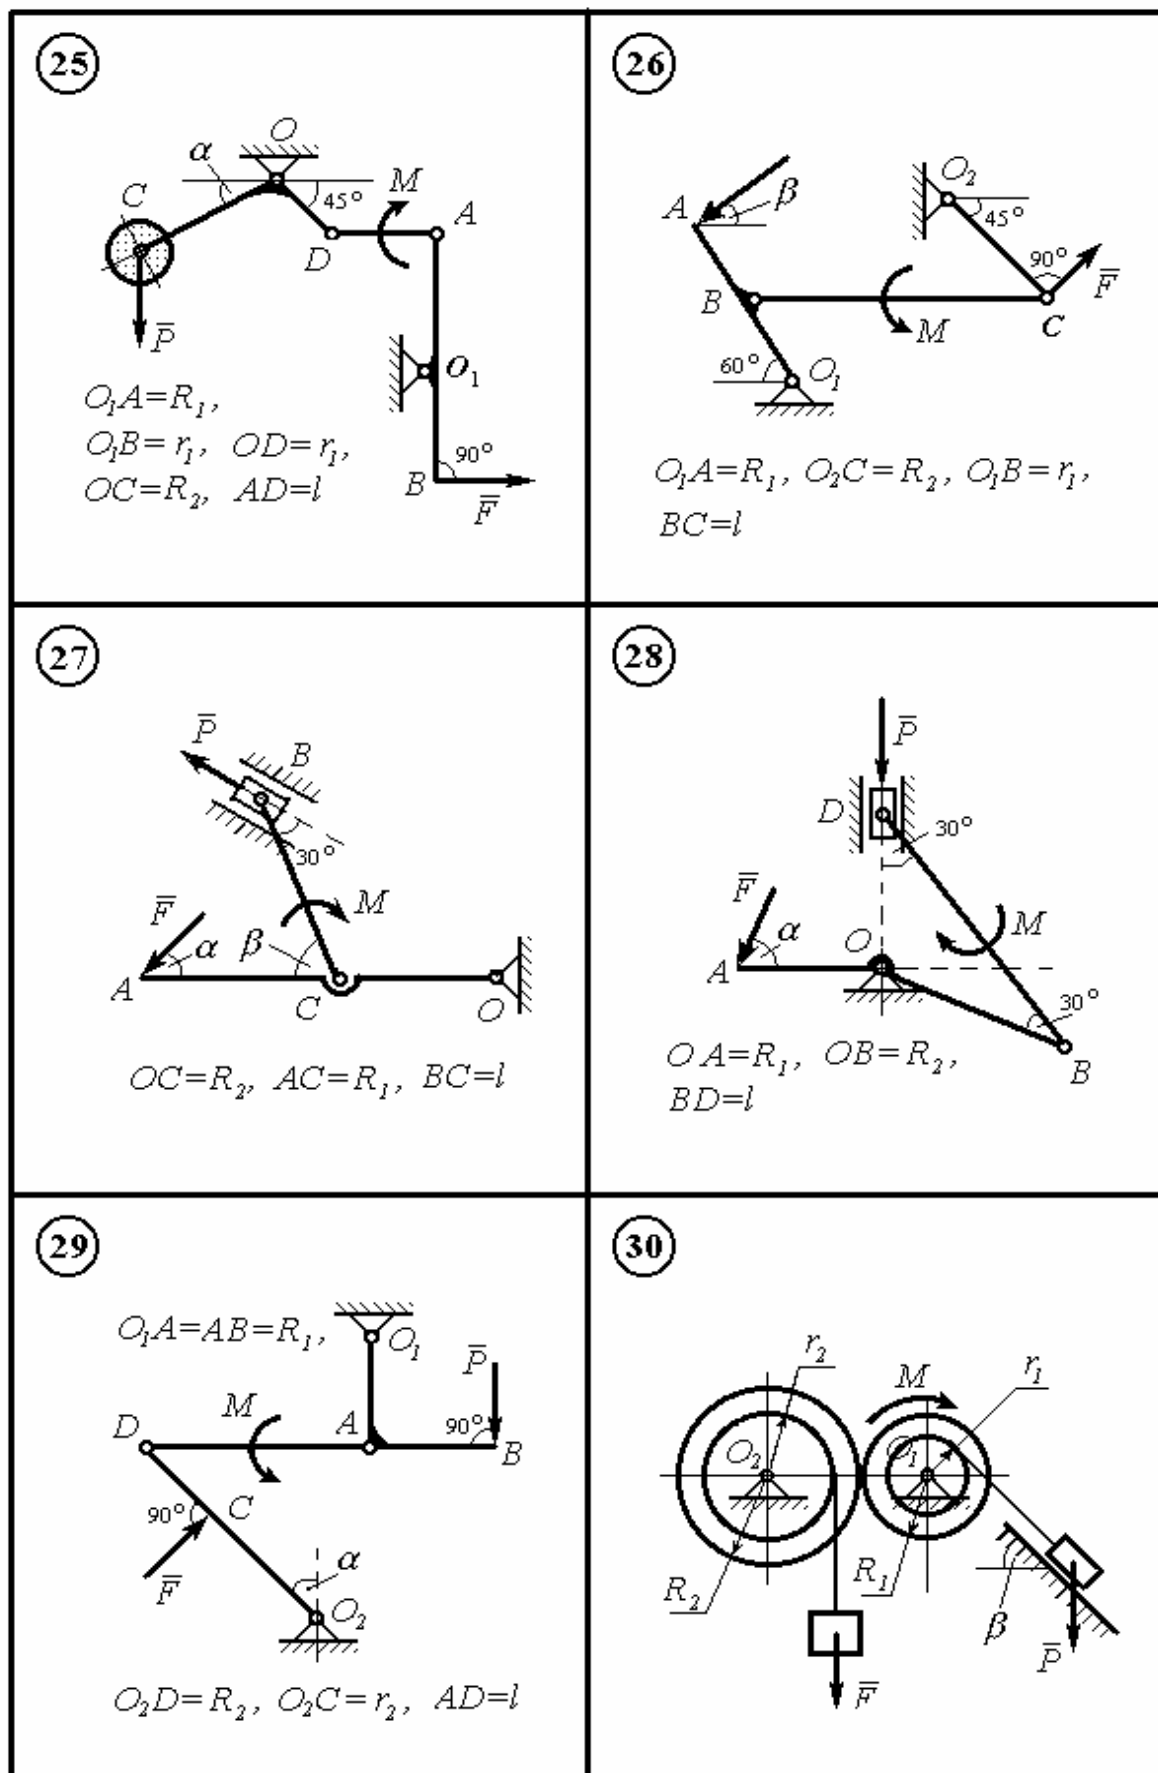 25
O
α
C
45°
M
A
D
P̅
O₁
O₁A=R₁,
O₁B=r₁, OD=r₁,
OC=R₂, AD=l
B
90°
F̅
26
A
β
O₂
45°
90°
F̅
B
M
C
60°
O₁
O₁A=R₁, O₂C=R₂, O₁B=r₁,
BC=l
27
P̅
B
30°
F̅
M
α
β
A
C
O
OC=R₂, AC=R₁, BC=l
28
P̅
D
30°
F̅
α
M
O
A
30°
B
OA=R₁, OB=R₂,
BD=l
29
O₁A=AB=R₁,
O₁
P̅
M
A
90°
D
B
90°
C
F̅
α
O₂
O₂D=R₂, O₂C=r₂, AD=l
30
r₂
r₁
M
O₂
O₁
R₂
R₁
β
P̅
F̅